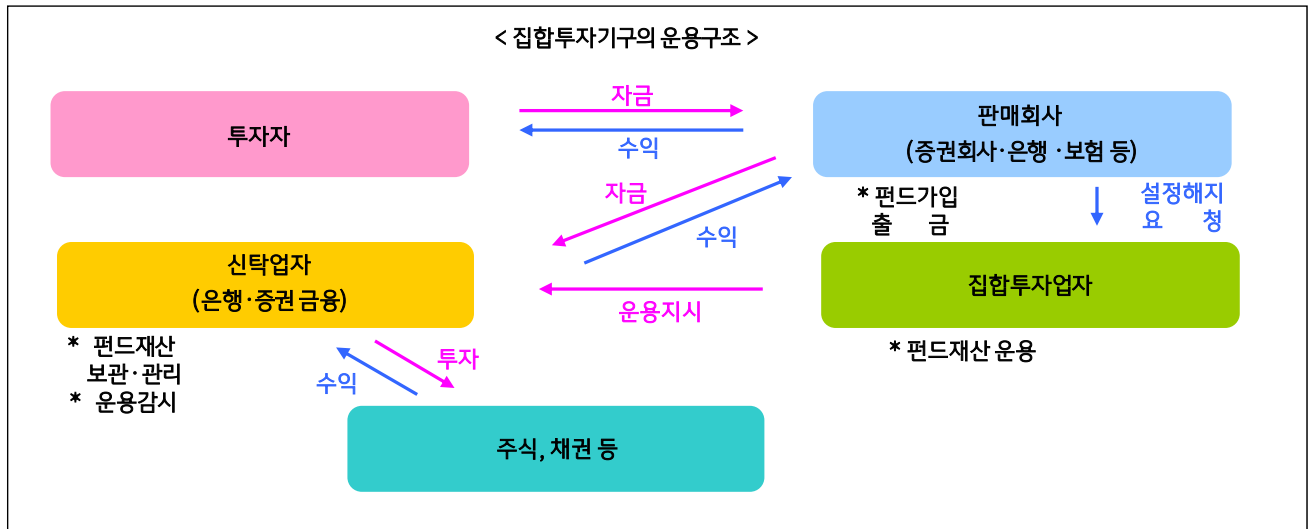 < 집합투자기구의 운용구조 >
투자자
자금
수익
판매회사
(증권회사·은행 ·보험 등)
자금
수익
* 펀드가입
출 금
설정해지
요 청
신탁업자
(은행·증권 금융)
운용지시
집합투자업자
* 펀드재산
보관·관리
* 운용감시
수익
투자
* 펀드재산 운용
주식, 채권 등